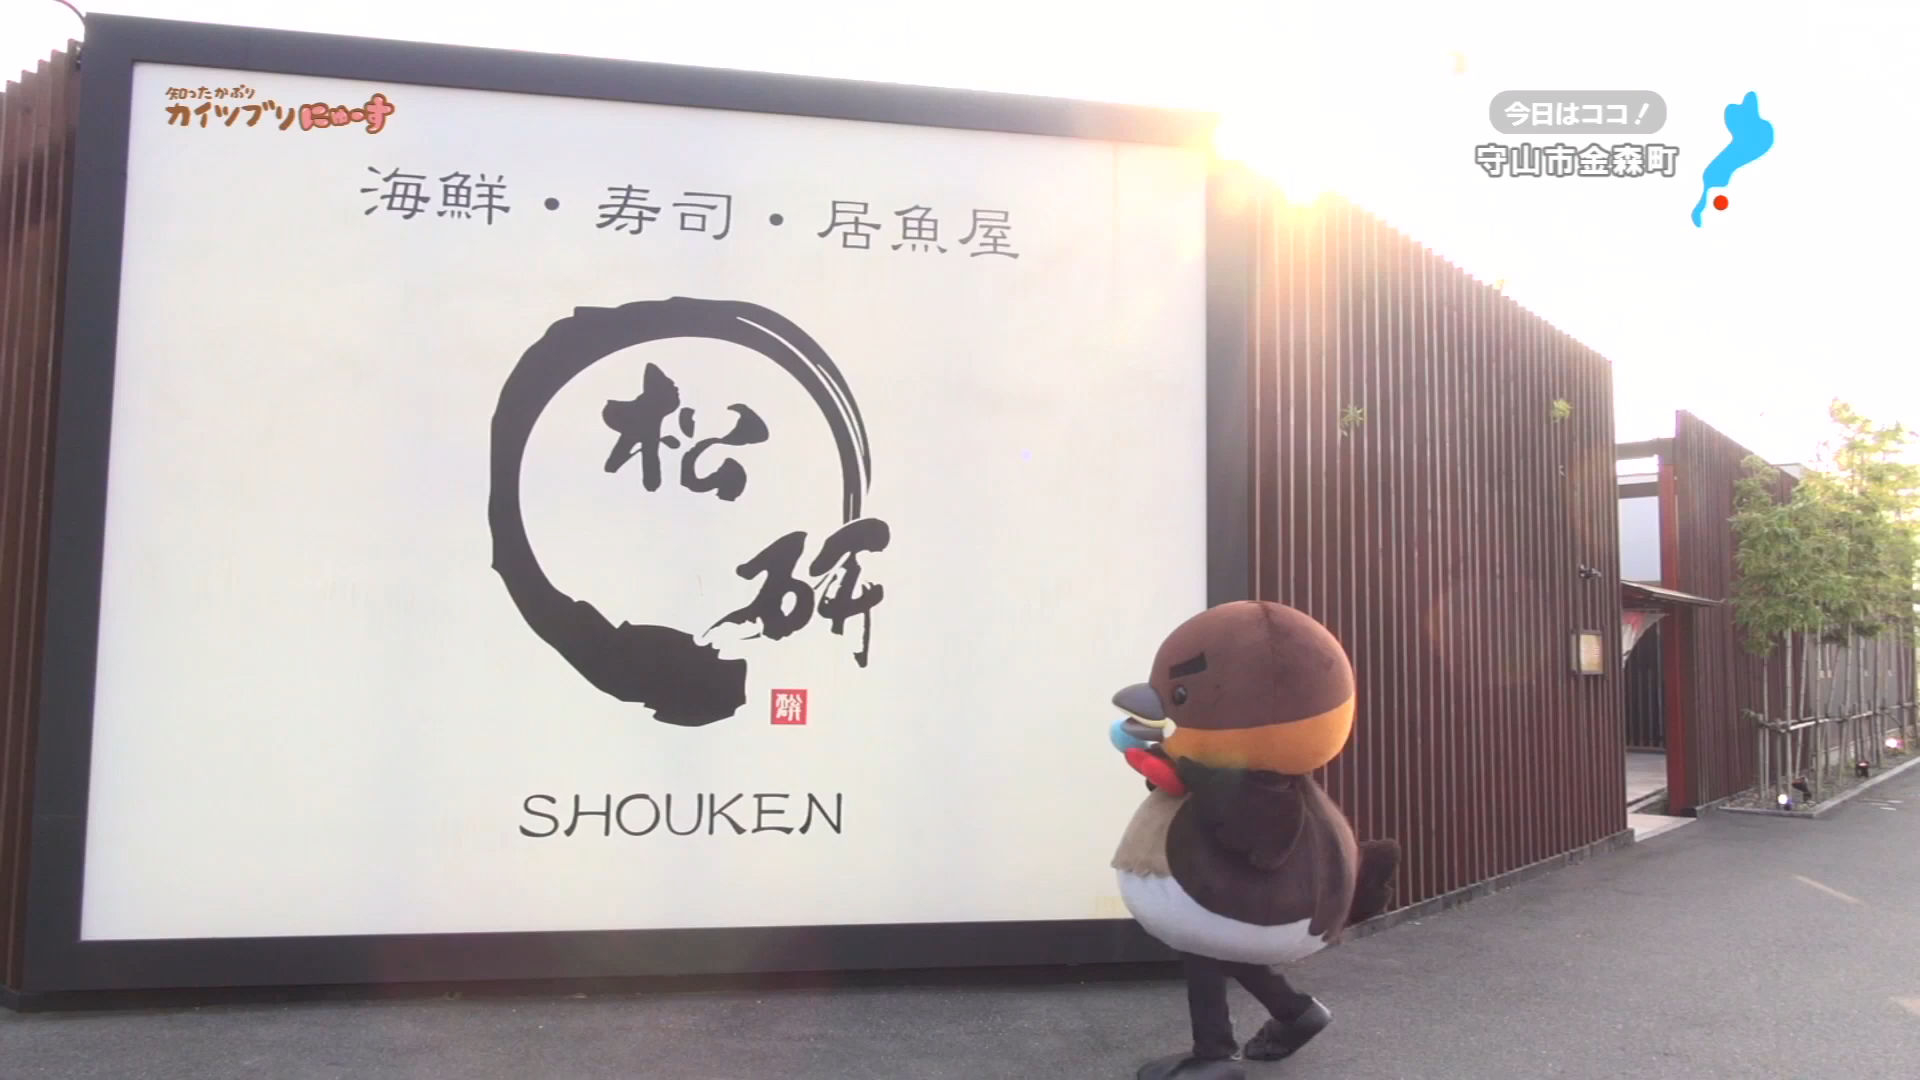 知ったかぶり
カイツブリにゅーす
今日はココ！
守山市金森町
海鮮・寿司・居魚屋
松
研
SHOUKEN